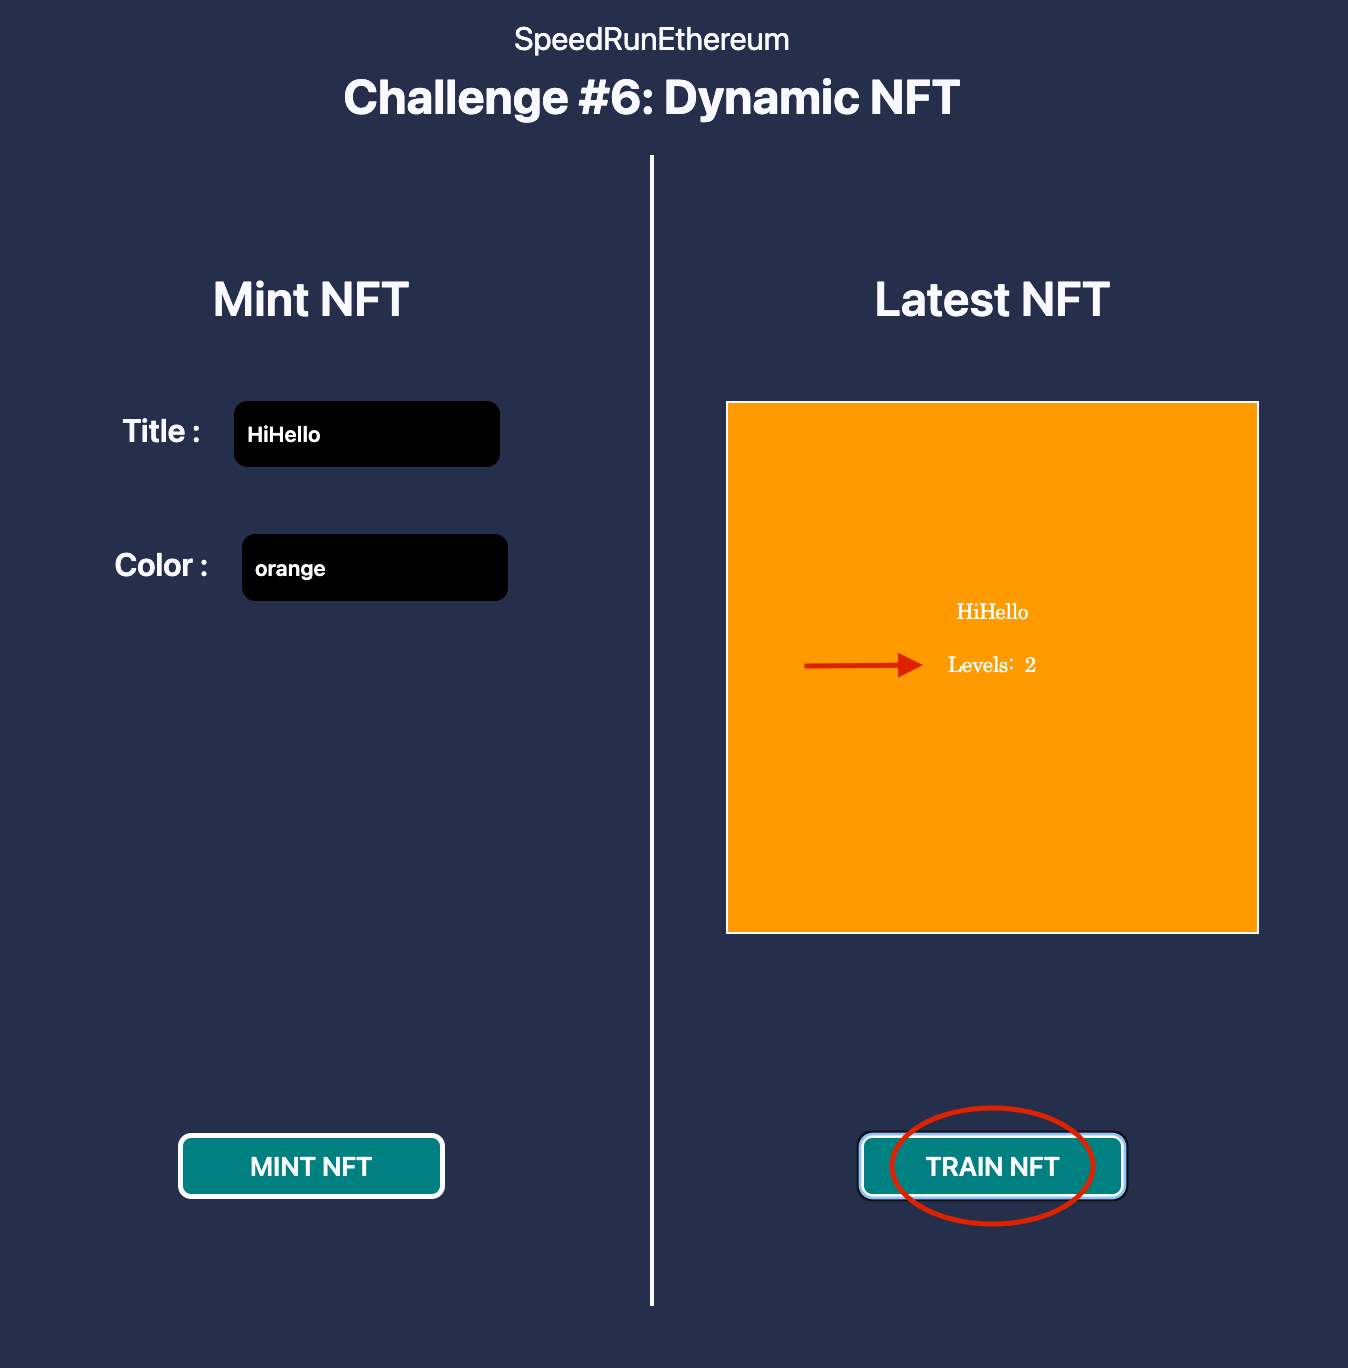 SpeedRunEthereum
Challenge #6: Dynamic NFT
Mint NFT
Title :
HiHello
Color :
orange
MINT NFT
Latest NFT
HiHello
Levels: 2
TRAIN NFT